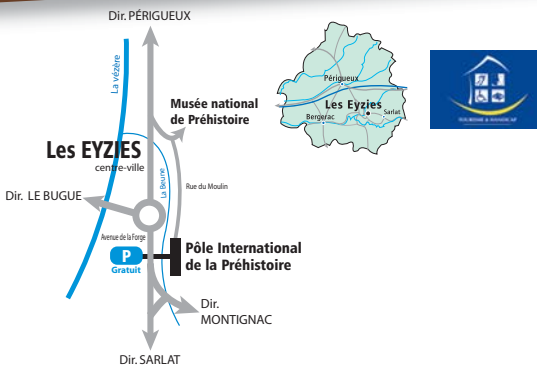 Dir. PÉRIGUEUX
La vézère
Musée national
de Préhistoire
Les EYZIES
centre-ville
La Beune
Rue du Moulin
Dir. LE BUGUE
Avenue de la Forge
P
Gratuit
Pôle International
de la Préhistoire
Dir.
MONTIGNAC
Dir. SARLAT
Périgueux
Les Eyzies
Sarlat
Bergerac
TOURISME & HANDICAP